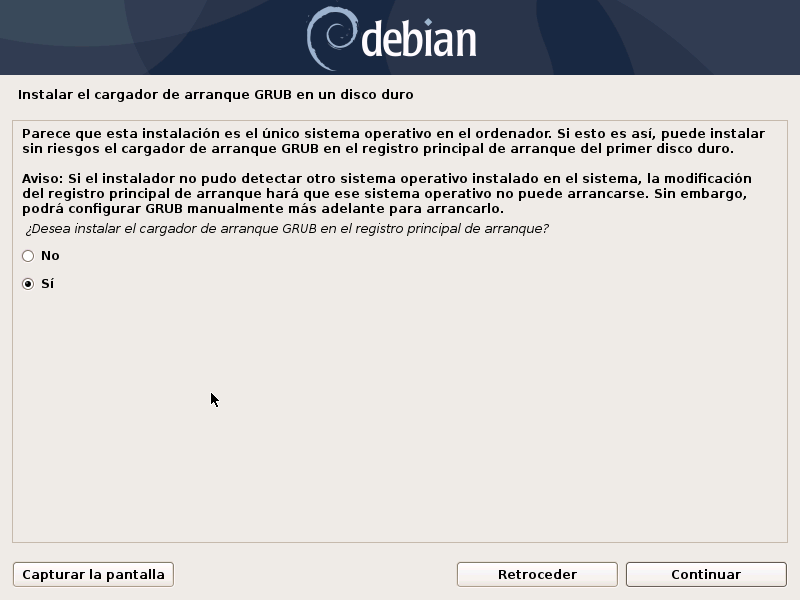 debian
Instalar el cargador de arranque GRUB en un disco duro
Parece que esta instalación es el único sistema operativo en el ordenador. Si esto es así, puede instalar
sin riesgos el cargador de arranque GRUB en el registro principal de arranque del primer disco duro.
Aviso: Si el instalador no pudo detectar otro sistema operativo instalado en el sistema, la modificación
del registro principal de arranque hará que ese sistema operativo no puede arrancarse. Sin embargo,
podrá configurar GRUB manualmente más adelante para arrancarlo.
¿Desea instalar el cargador de arranque GRUB en el registro principal de arranque?
No
Sí
Capturar la pantalla
Retroceder
Continuar